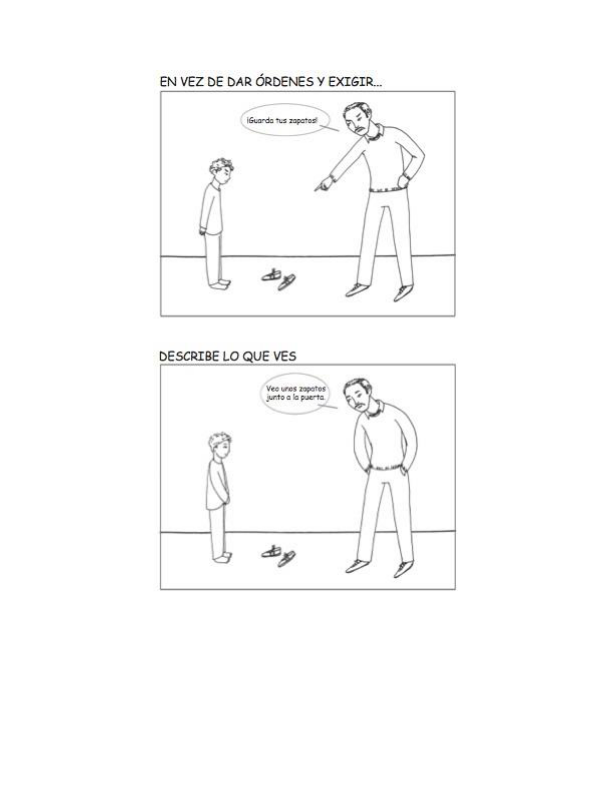 EN VEZ DE DAR ÓRDENES Y EXIGIR...
¡Guarda tus zapatos!
DESCRIBE LO QUE VES
Veo unos zapatos
junto a la puerta.